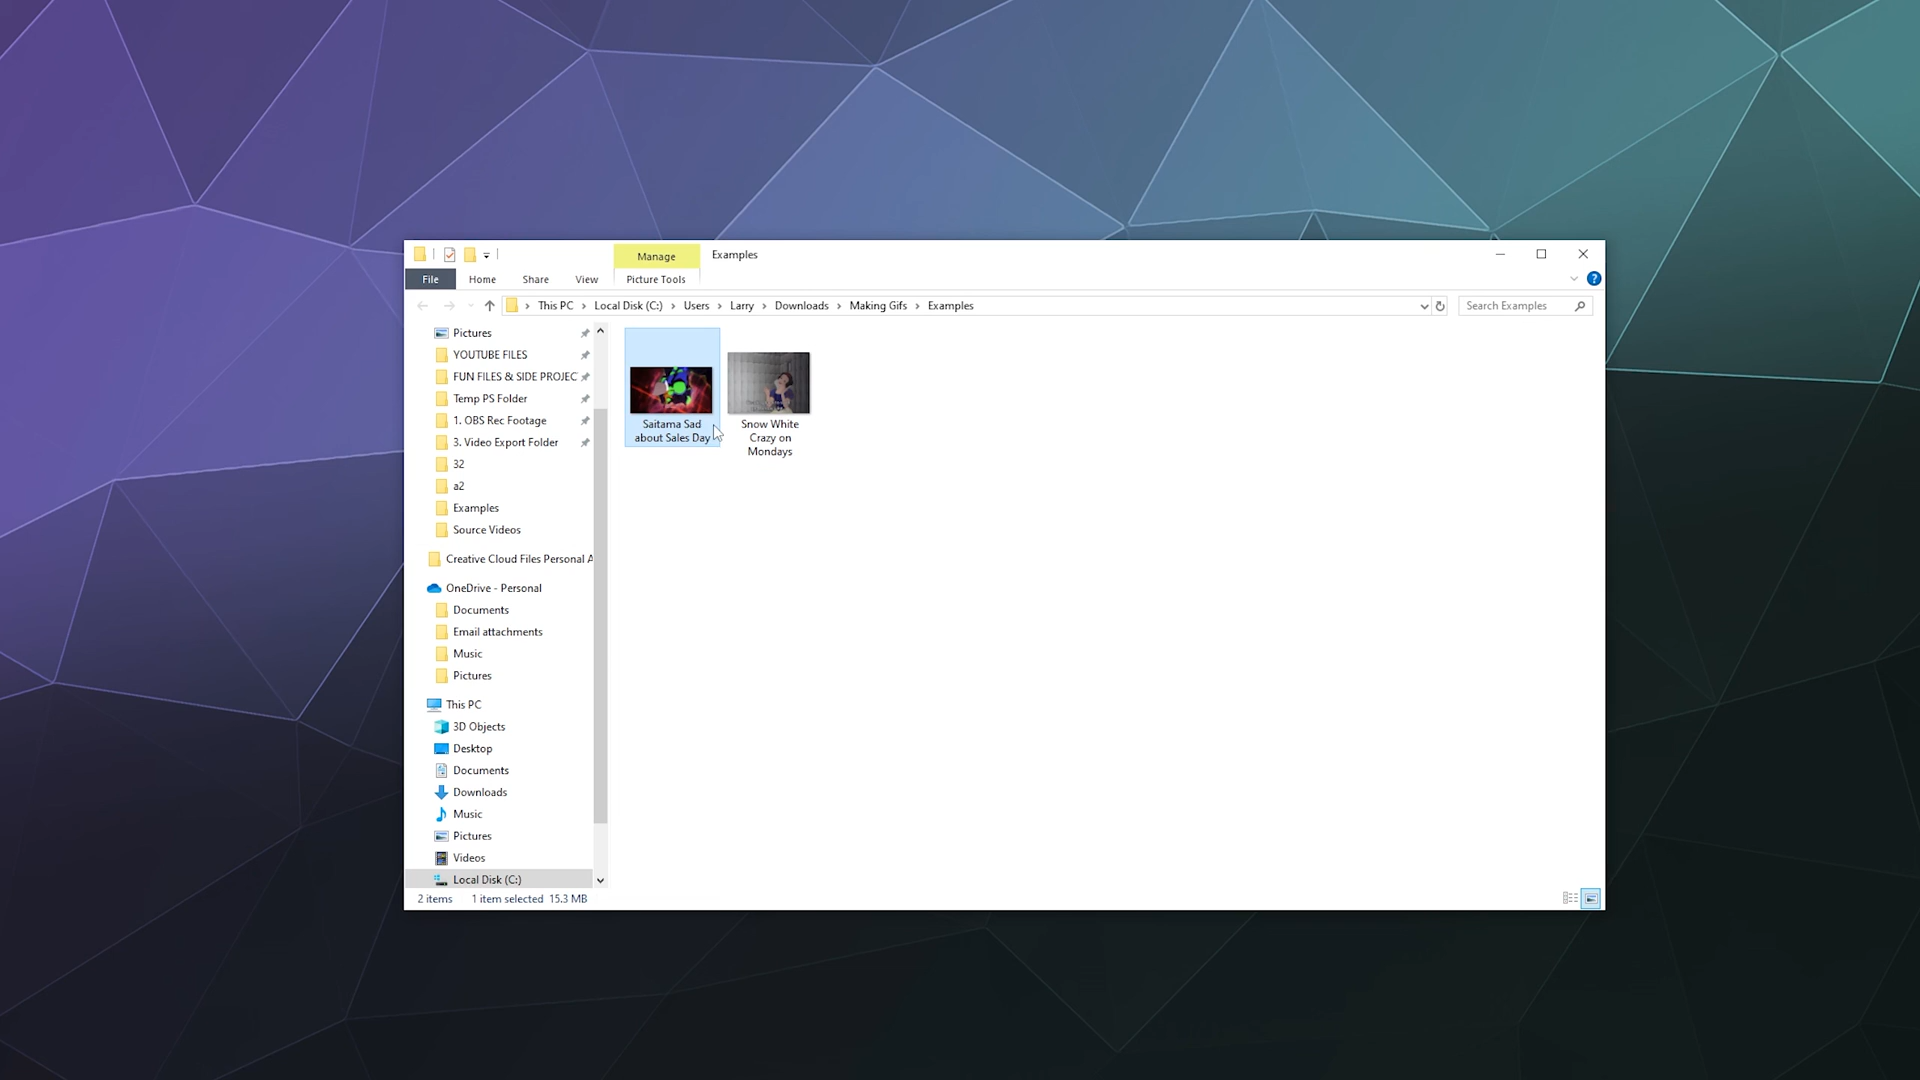 Manage
Examples
File
Home
Share
View
Picture Tools
This PC
Local Disk (C:)
Users
Larry
Downloads
Making Gifs
Examples
Search Examples
Pictures
YOUTUBE FILES
FUN FILES & SIDE PROJEC
Temp PS Folder
1. OBS Rec Footage
3. Video Export Folder
32
a2
Examples
Source Videos
Creative Cloud Files Personal A
OneDrive - Personal
Documents
Email attachments
Music
Pictures
This PC
3D Objects
Desktop
Documents
Downloads
Music
Pictures
Videos
Local Disk (C:)
Saitama Sad
about Sales Day
Snow White
Crazy on
Mondays
2 items
1 item selected 15.3 MB